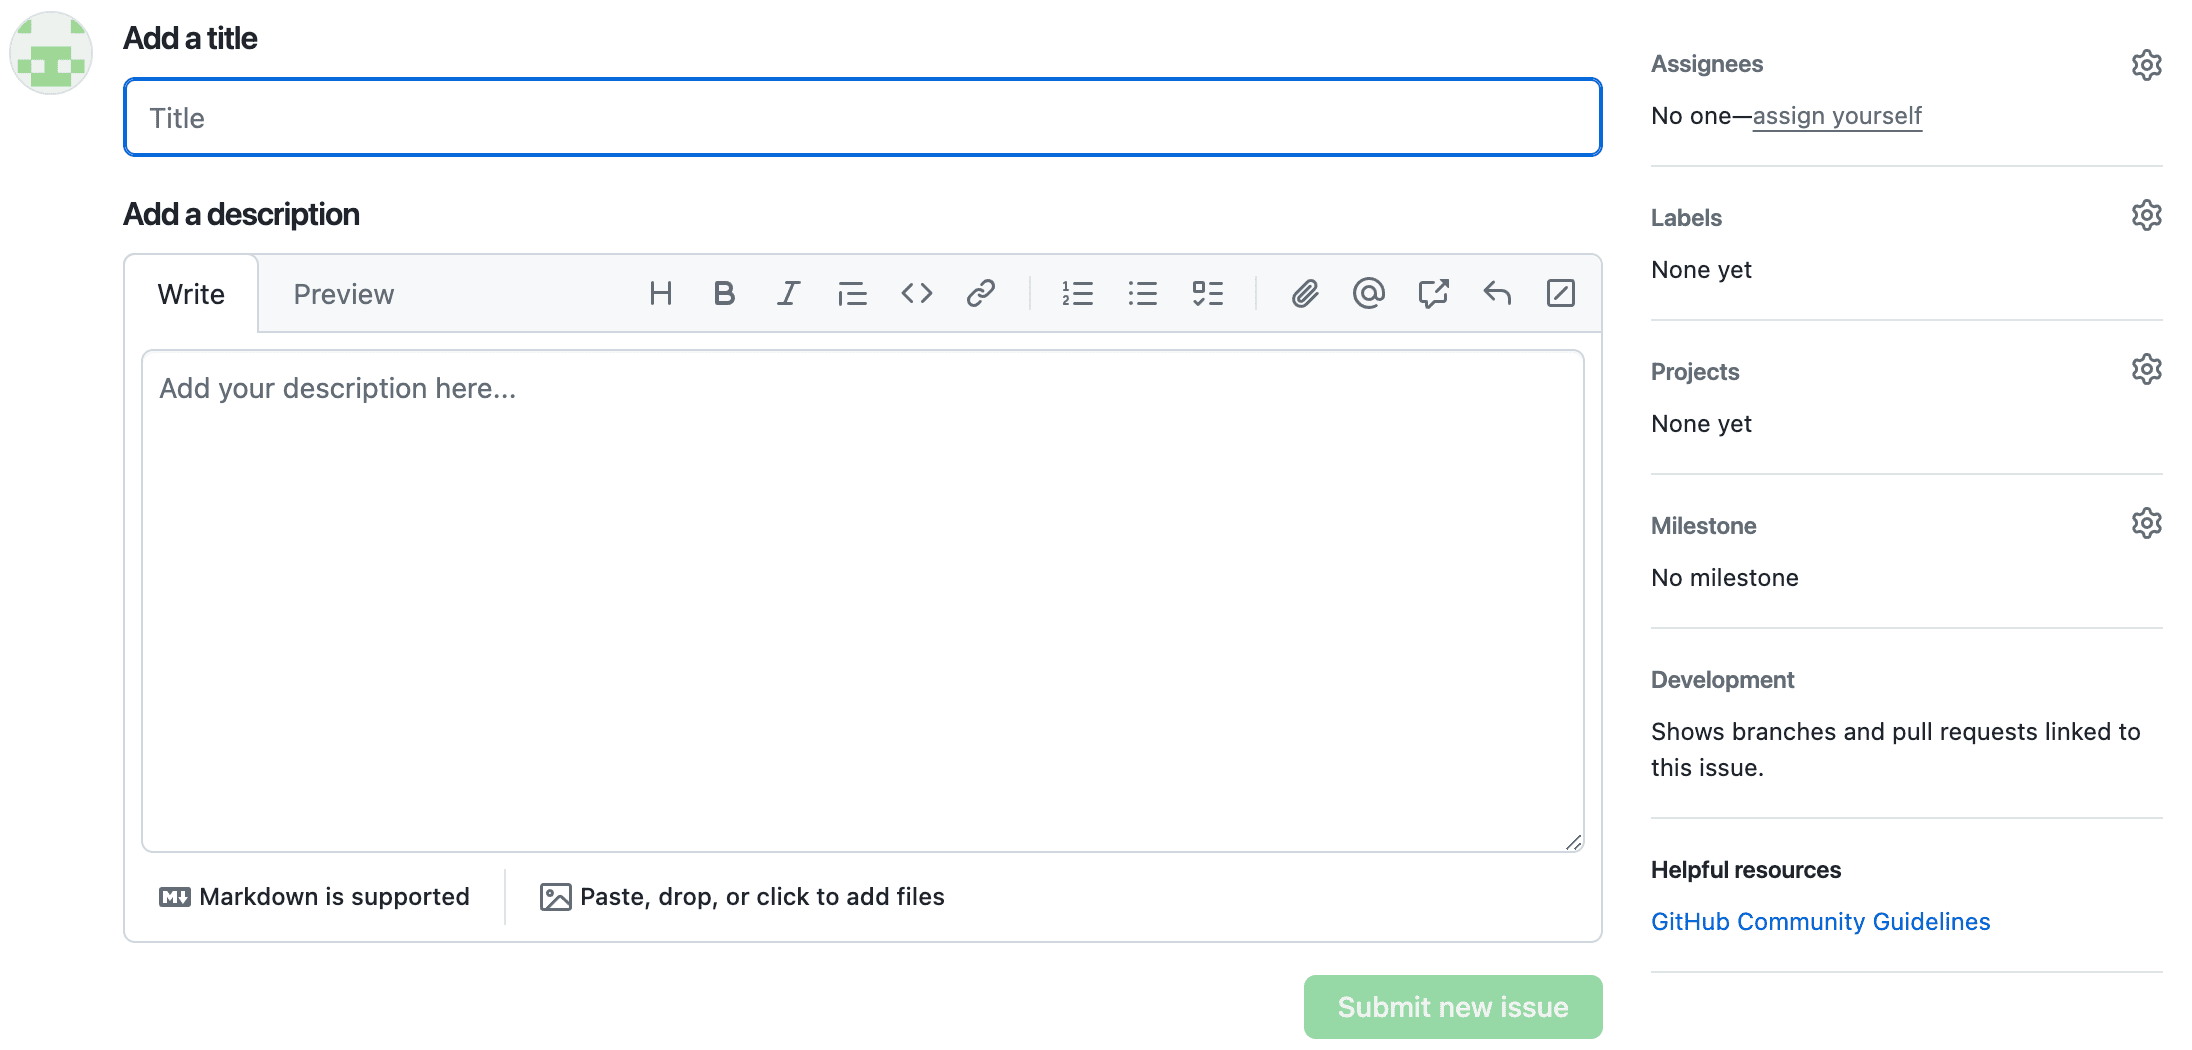 Add a title
Title
Add a description
Write
Preview
Add your description here...
Markdown is supported
Paste, drop, or click to add files
Submit new issue
Assignees
No one—assign yourself
Labels
None yet
Projects
None yet
Milestone
No milestone
Development
Shows branches and pull requests linked to
this issue.
Helpful resources
GitHub Community Guidelines